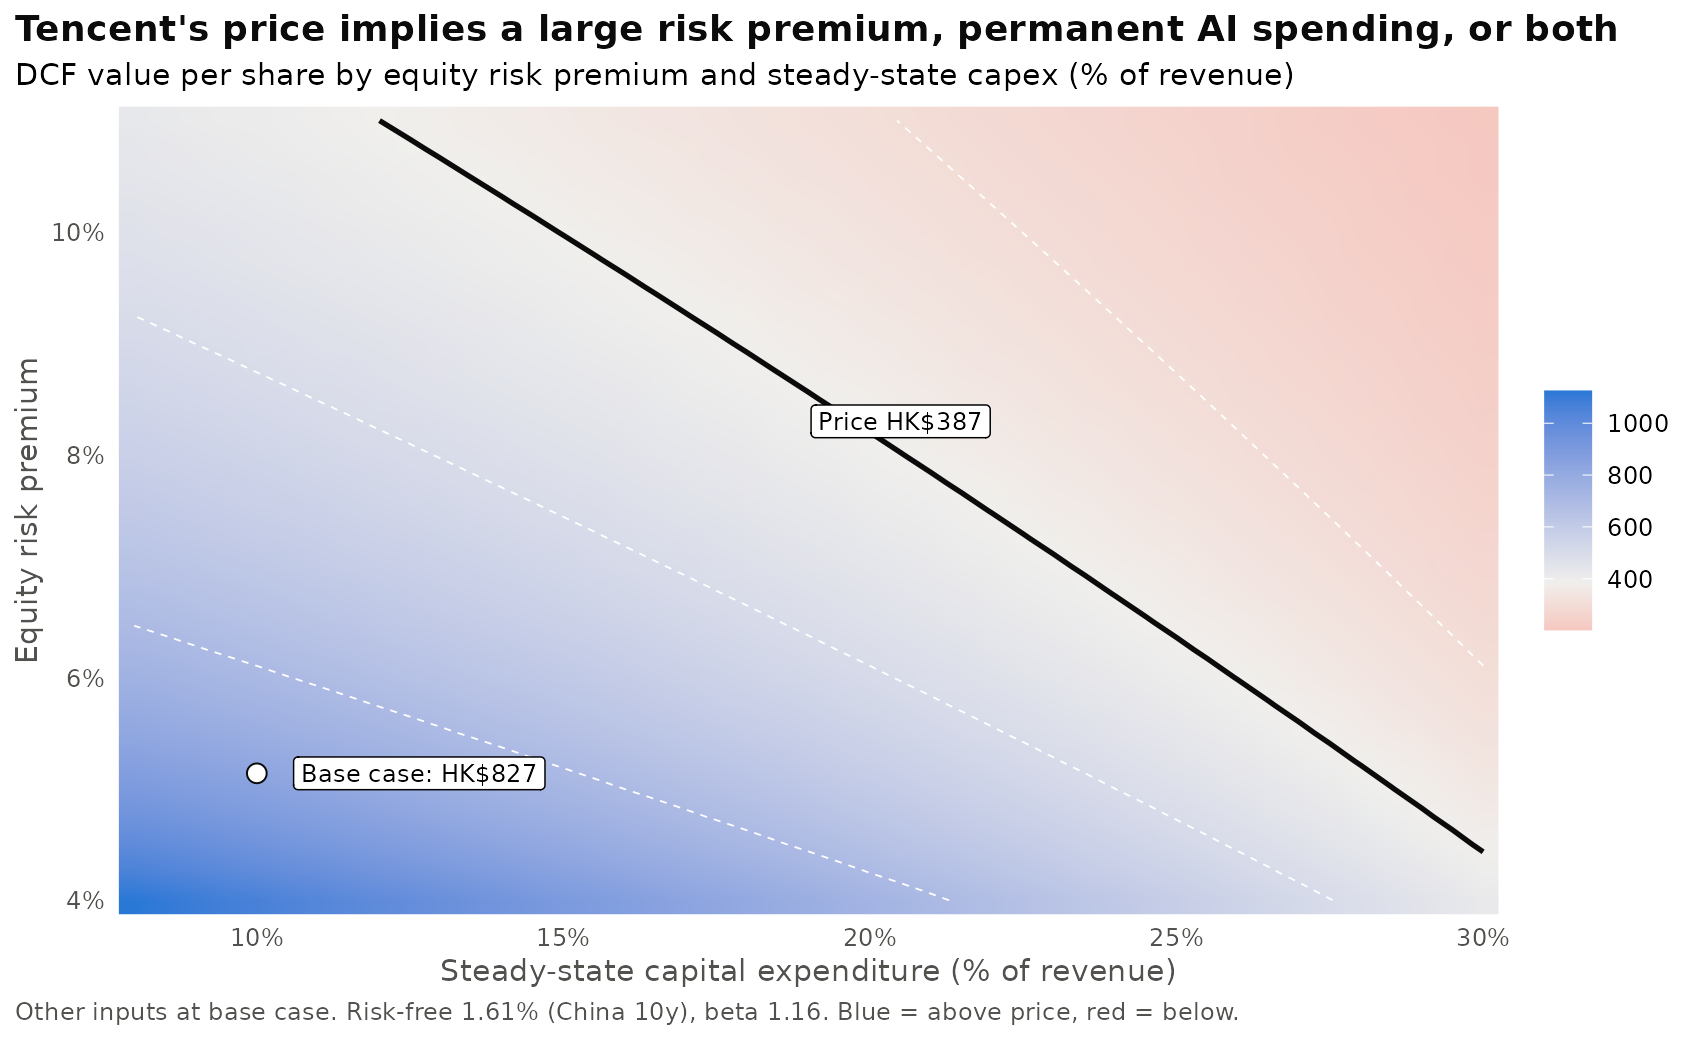 Tencent's price implies a large risk premium, permanent AI spending, or both
DCF value per share by equity risk premium and steady-state capex (% of revenue)
Equity risk premium
10%
8%
6%
4%
Price HK$387
Base case: HK$827
1000
800
600
400
10%
15%
20%
25%
30%
Steady-state capital expenditure (% of revenue)
Other inputs at base case. Risk-free 1.61% (China 10y), beta 1.16. Blue = above price, red = below.